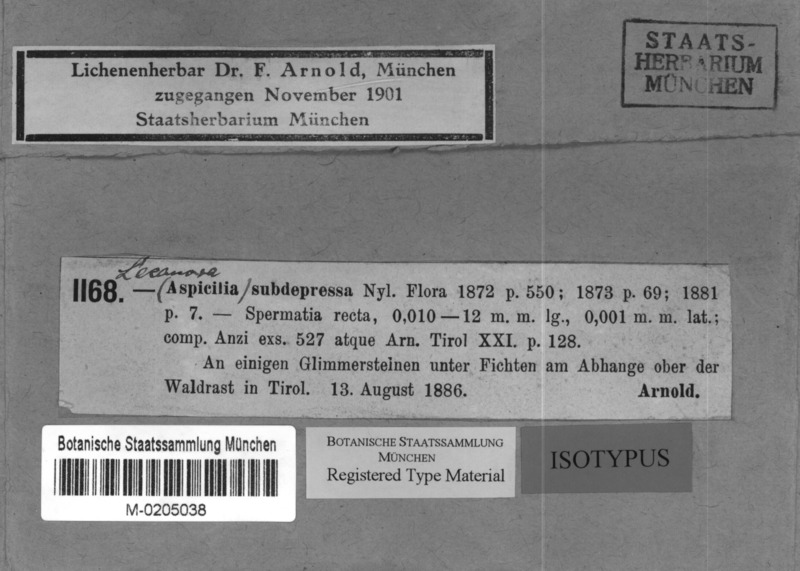 Lichenenherbar Dr. F. Arnold, München
zugegangen November 1901
Staatsherbarium München
STAATS-
HERBARIUM
MÜNCHEN
Lecanora
1168. — (Aspicilia) subdepressa Nyl. Flora 1872 p. 550; 1873 p. 69; 1881
p. 7. — Spermatia recta, 0,010—12 m. m. lg., 0,001 m. m. lat.;
comp. Anzi exs. 527 atque Arn. Tirol XXI. p. 128.
An einigen Glimmersteinen unter Fichten am Abhange ober der
Waldrast in Tirol. 13. August 1886. Arnold.
Botanische Staatssammlung München
M-0205038
BOTANISCHE STAATSSAMMLUNG
MÜNCHEN
Registered Type Material
ISOTYPUS